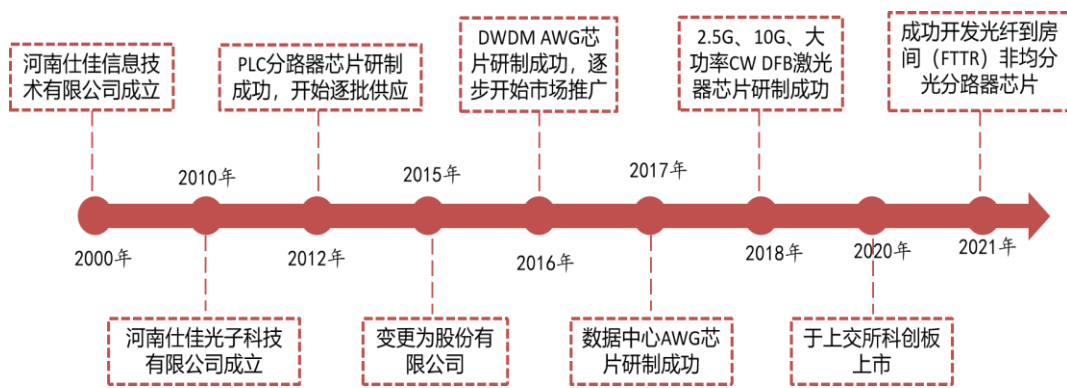 河南仕佳信息技
术有限公司成立
PLC分路器芯片研制
成功，开始逐批供应
DWDM AWG芯
片研制成功，逐
步开始市场推广
2.5G、10G、大
功率CW DFB激光
器芯片研制成功
成功开发光纤到房
间（FTTR）非均分
光分路器芯片
2010年
2015年
2017年
2000年
2012年
2016年
2018年
2020年
2021年
河南仕佳光子科技
有限公司成立
变更为股份有
限公司
数据中心AWG芯
片研制成功
于上交所科创板
上市